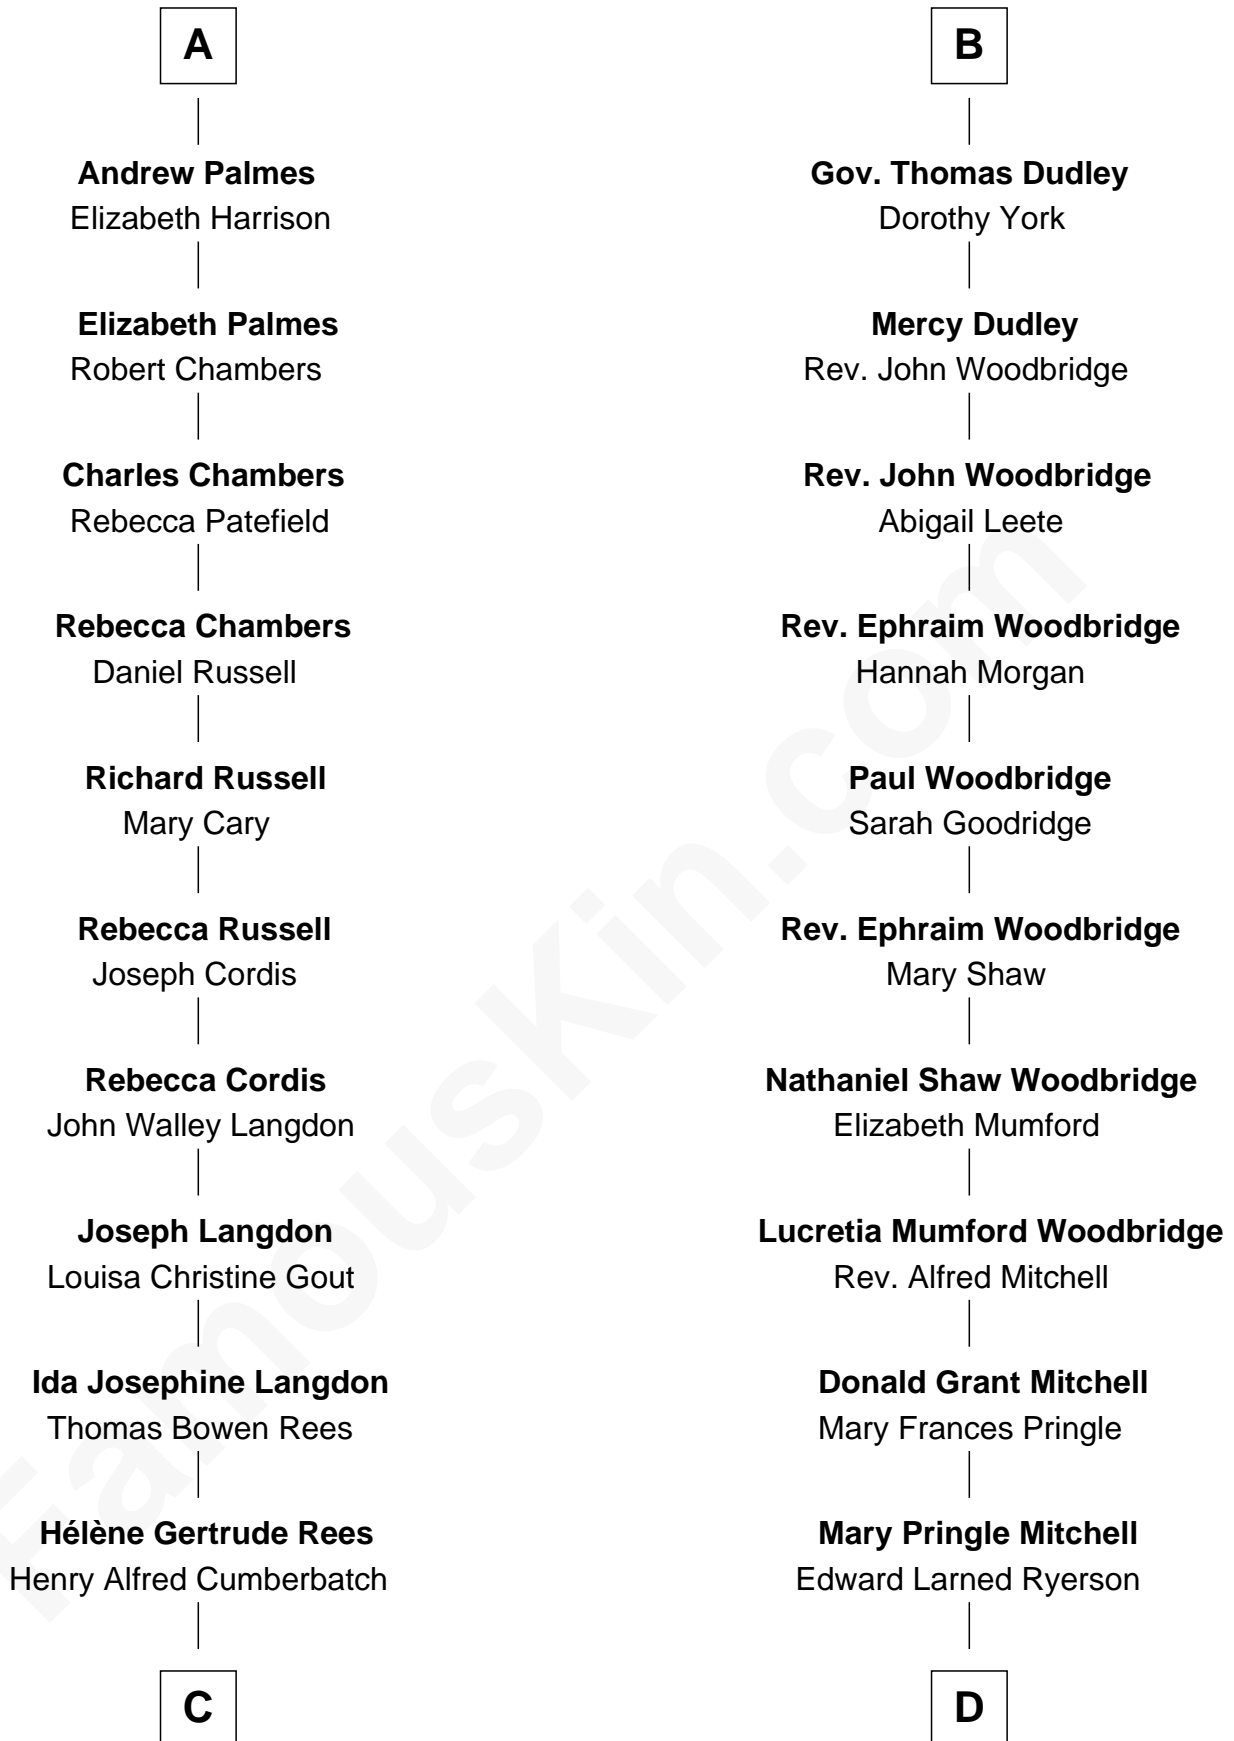 A
Andrew Palmes
Elizabeth Harrison
Elizabeth Palmes
Robert Chambers
Charles Chambers
Rebecca Patefield
Rebecca Chambers
Daniel Russell
Richard Russell
Mary Cary
Rebecca Russell
Joseph Cordis
Rebecca Cordis
John Walley Langdon
Joseph Langdon
Louisa Christine Gout
Ida Josephine Langdon
Thomas Bowen Rees
Hélène Gertrude Rees
Henry Alfred Cumberbatch
C
B
Gov. Thomas Dudley
Dorothy York
Mercy Dudley
Rev. John Woodbridge
Rev. John Woodbridge
Abigail Leete
Rev. Ephraim Woodbridge
Hannah Morgan
Paul Woodbridge
Sarah Goodridge
Rev. Ephraim Woodbridge
Mary Shaw
Nathaniel Shaw Woodbridge
Elizabeth Mumford
Lucretia Mumford Woodbridge
Rev. Alfred Mitchell
Donald Grant Mitchell
Mary Frances Pringle
Mary Pringle Mitchell
Edward Larned Ryerson
D
FamousKin.com